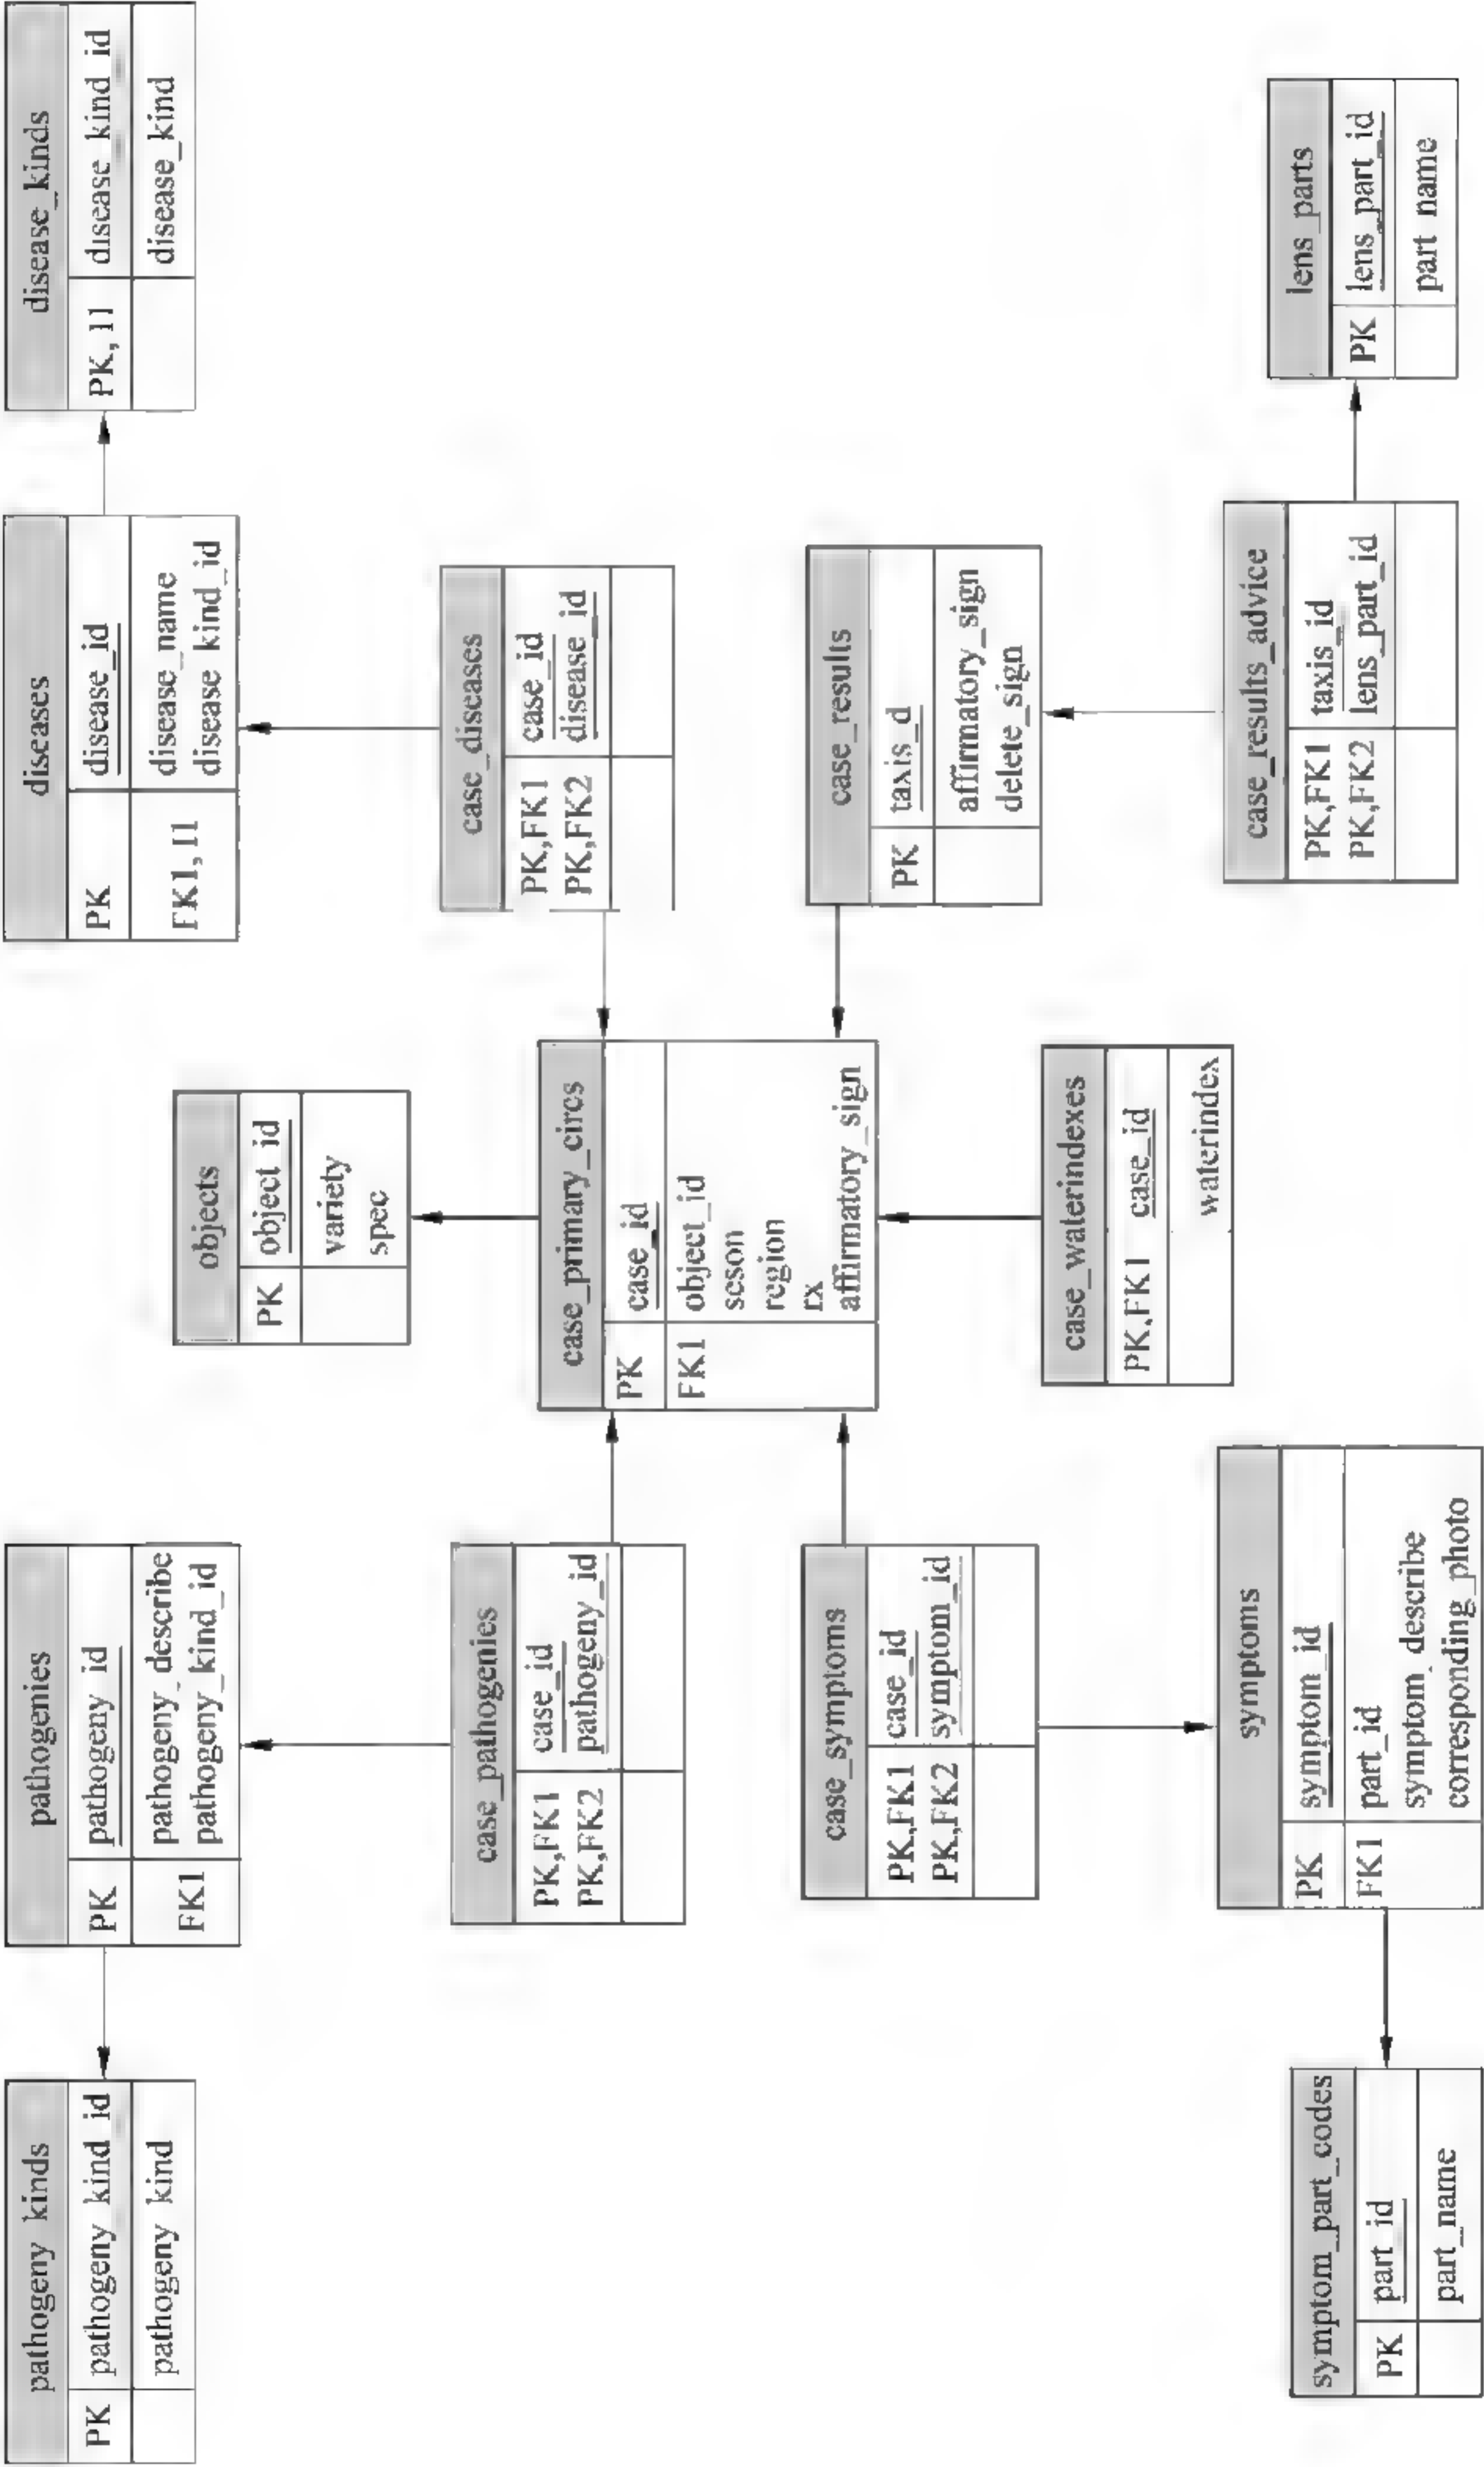 pathogeny kinds
PK pathogeny_kind_id
pathogeny_kind
pathogenies
PK pathogeny_id
pathogeny_describe
FK1 pathogeny_kind_id
diseases
PK disease_id
disease_name
FK1, I1 disease_kind_id
disease_kinds
PK, I1 disease_kind_id
disease_kind
objects
PK object_id
variety
spec
case_pathogenies
PK,FK1 case_id
PK,FK2 pathogeny_id
case_primary_circs
PK case_id
FK1 object_id
seson
region
rx
affirmatory_sign
case_diseases
PK,FK1 case_id
PK,FK2 disease_id
case_symptoms
PK,FK1 case_id
PK,FK2 symptom_id
case_results
PK taxis_d
affirmatory_sign
delete_sign
case_waterindexes
PK,FK1 case_id
waterindex
symptom_part_codes
PK part_id
part_name
symptoms
PK symptom_id
FK1 part_id
symptom_describe
corresponding_photo
case_results_advice
PK,FK1 taxis_id
PK,FK2 lens_part_id
lens_parts
PK lens_part_id
part name